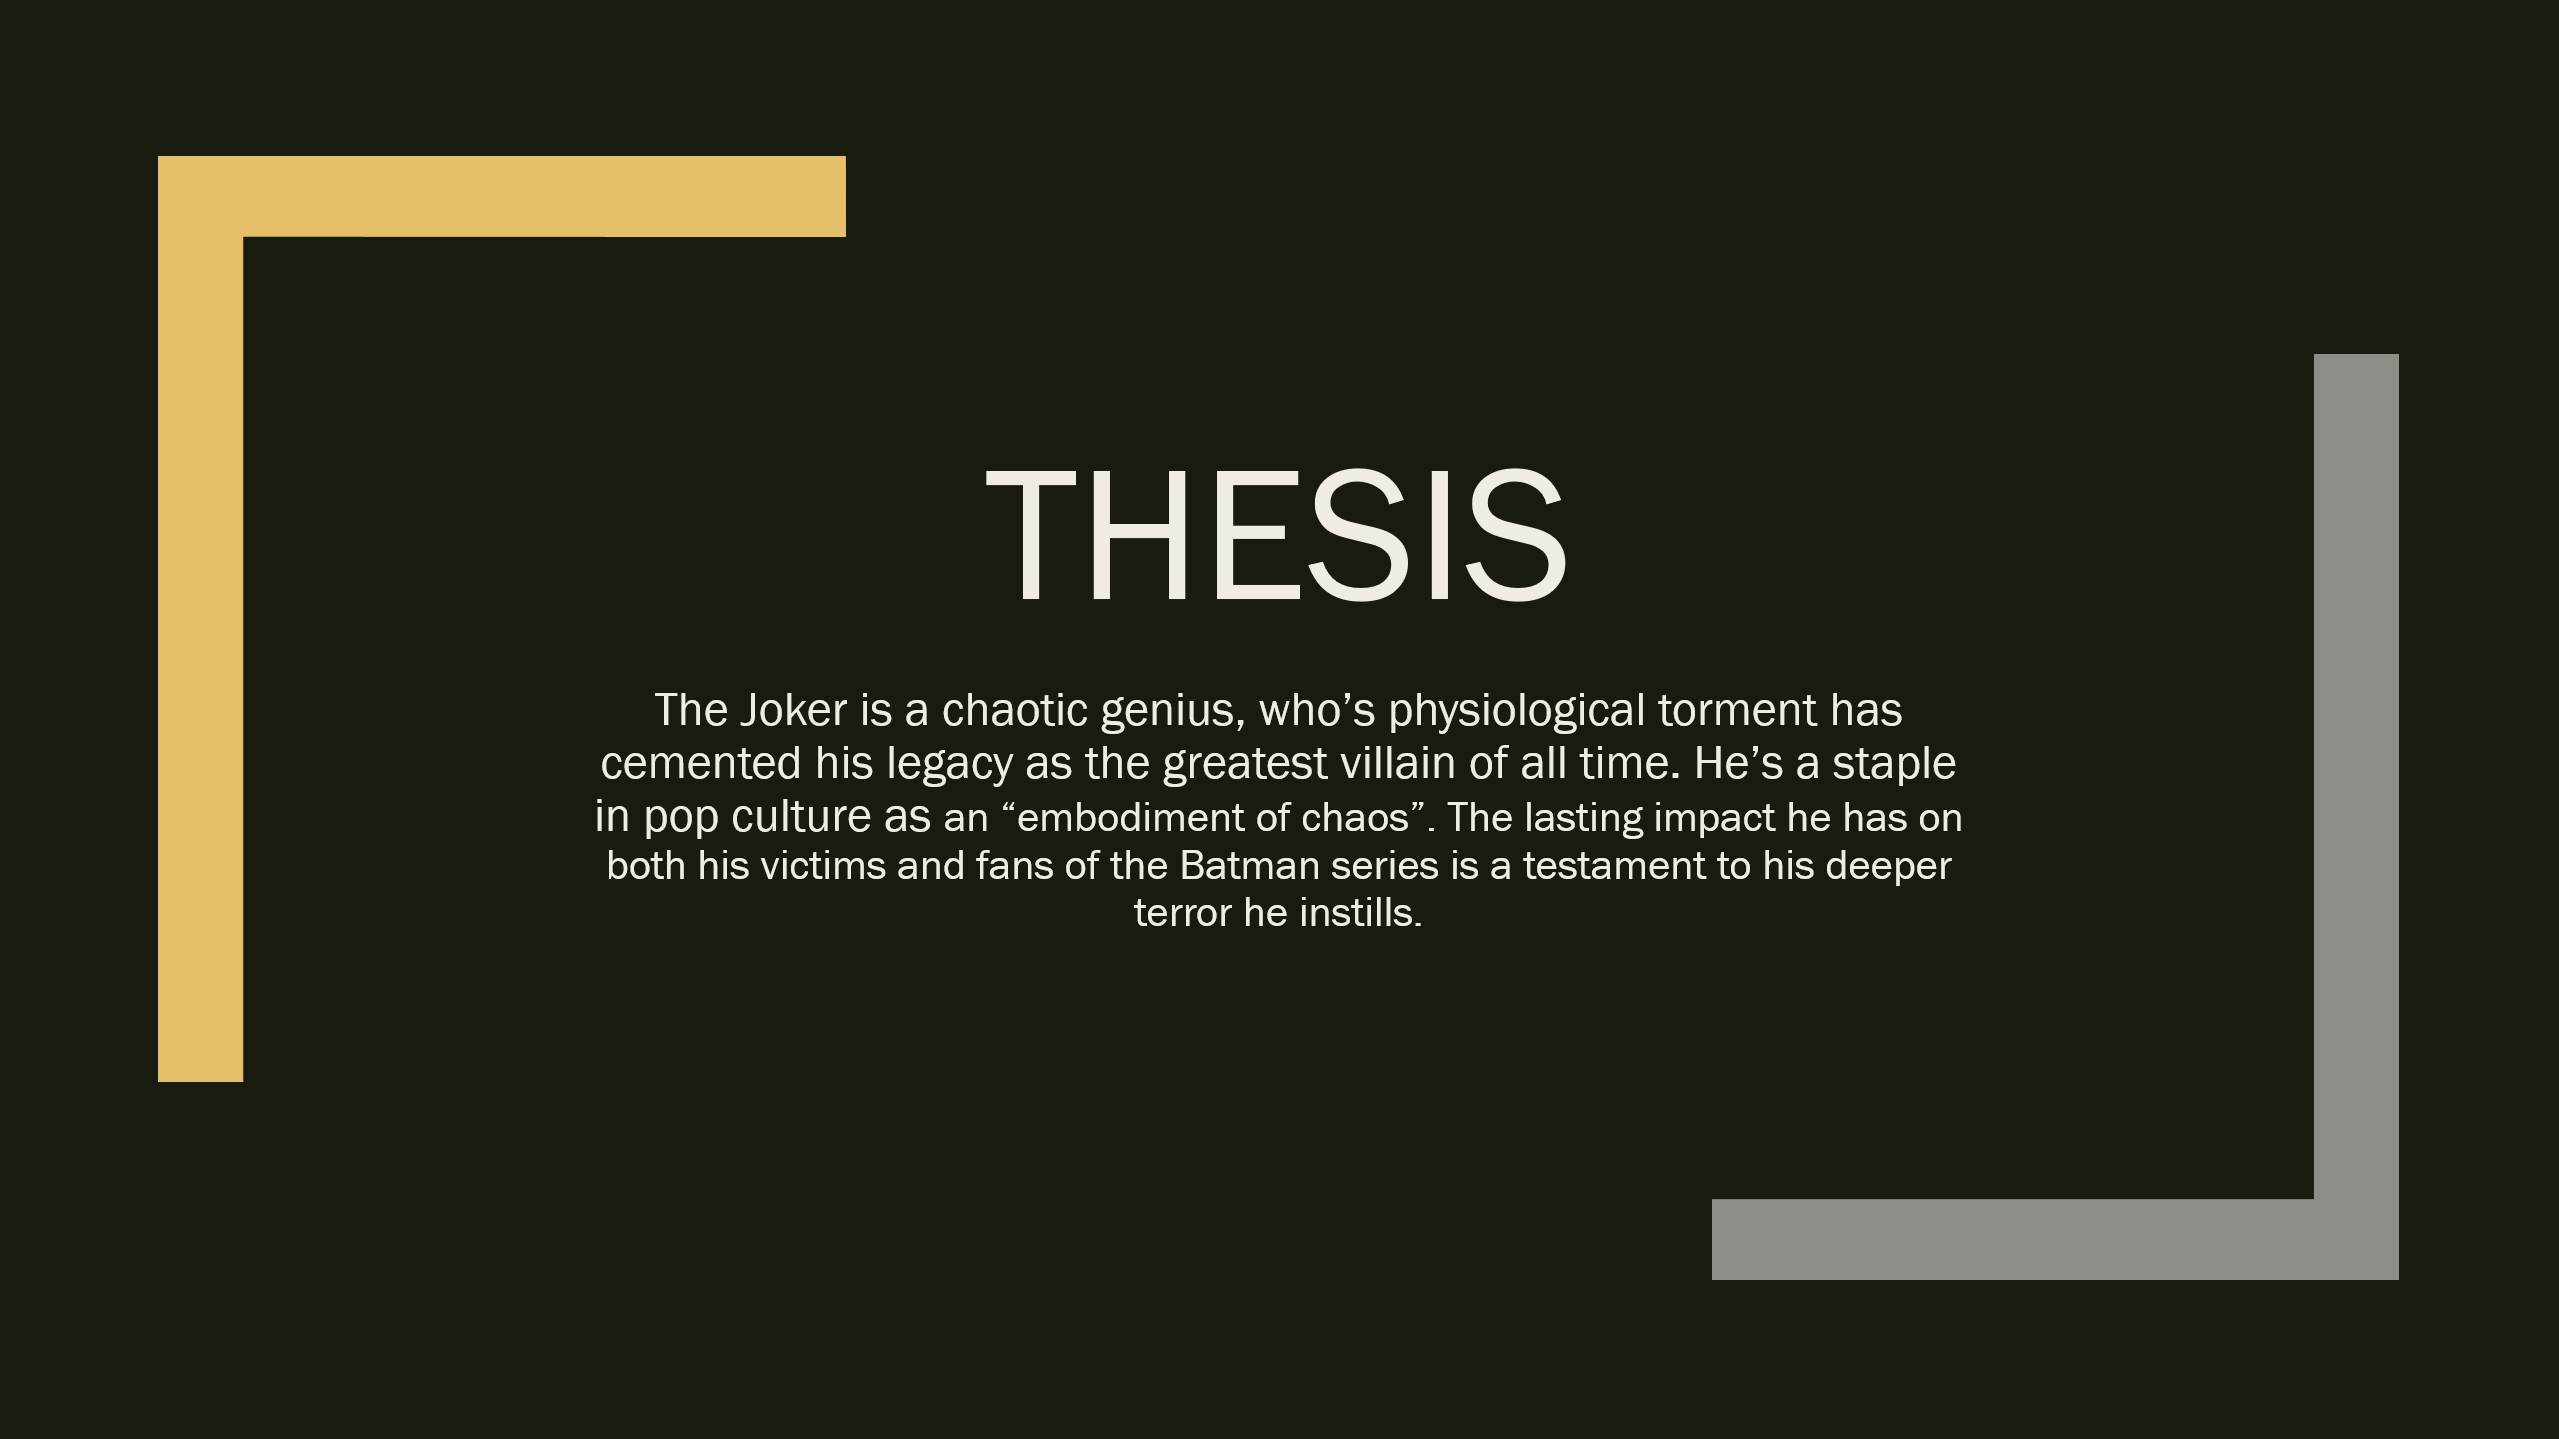 THESIS
The Joker is a chaotic genius, who’s physiological torment has
cemented his legacy as the greatest villain of all time. He’s a staple
in pop culture as an “embodiment of chaos”. The lasting impact he has on
both his victims and fans of the Batman series is a testament to his deeper
terror he instills.